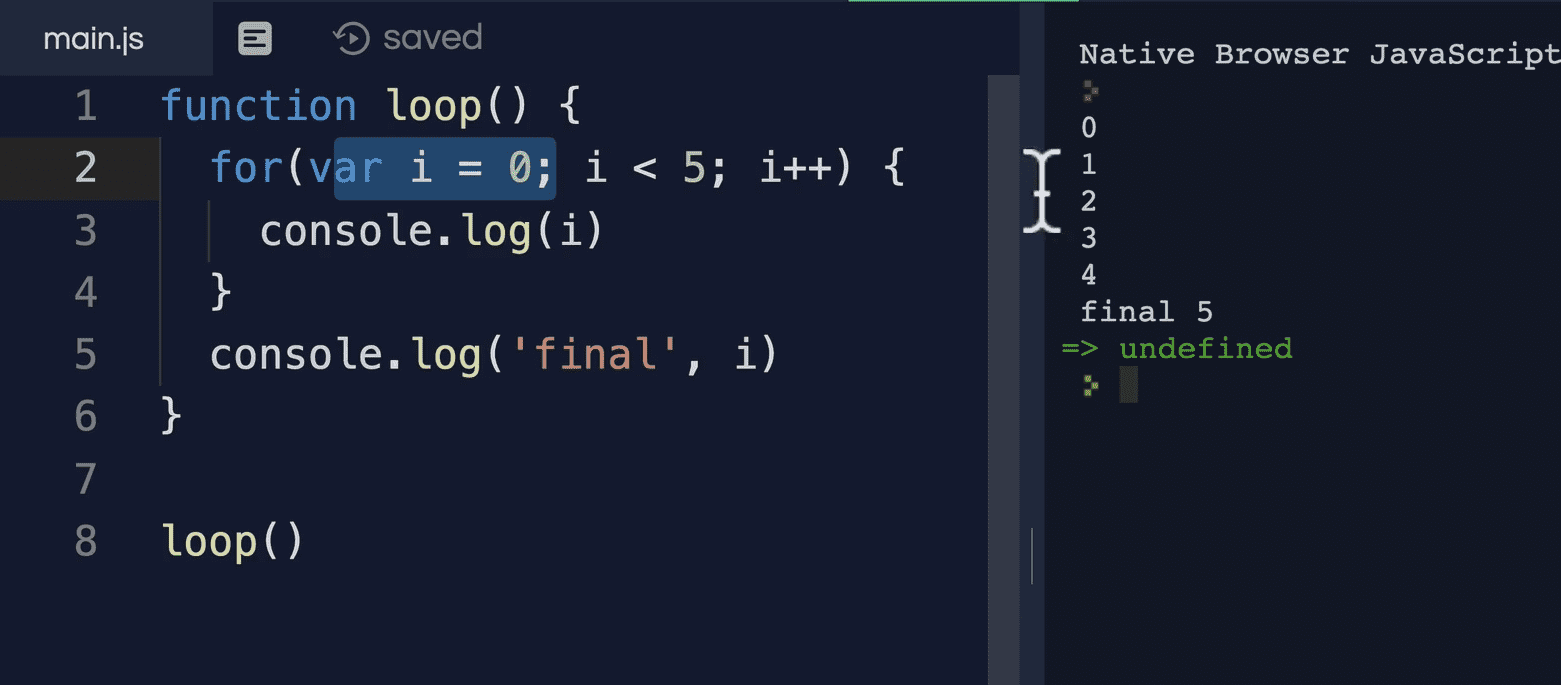 main.js saved
1 function loop() {
2 for(var i = 0; i < 5; i++) {
3 console.log(i)
4 }
5 console.log('final', i)
6 }
7
8 loop()
Native Browser JavaScript
0
1
2
3
4
final 5
=> undefined